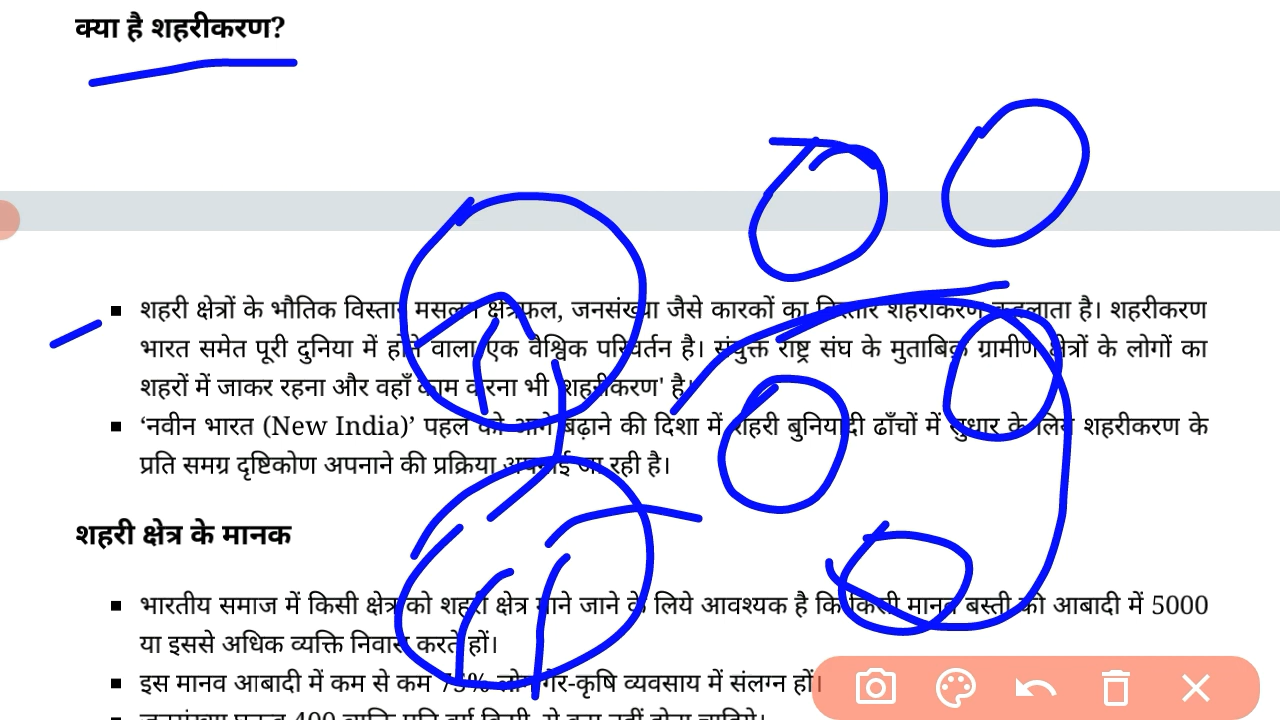 क्या है शहरीकरण?
शहरी क्षेत्रों के भौतिक विस्तार मसलन क्षेत्रफल, जनसंख्या जैसे कारकों का विस्तार शहरीकरण कहलाता है। शहरीकरण
भारत समेत पूरी दुनिया में होने वाला एक वैश्विक परिवर्तन है। संयुक्त राष्ट्र संघ के मुताबिक़ ग्रामीण क्षेत्रों के लोगों का
शहरों में जाकर रहना और वहाँ काम करना भी 'शहरीकरण' है।
‘नवीन भारत (New India)’ पहल को आगे बढ़ाने की दिशा में शहरी बुनियादी ढाँचों में सुधार के लिये शहरीकरण के
प्रति समग्र दृष्टिकोण अपनाने की प्रक्रिया अपनाई जा रही है।
शहरी क्षेत्र के मानक
भारतीय समाज में किसी क्षेत्र को शहरी क्षेत्र माने जाने के लिये आवश्यक है कि किसी मानव बस्ती की आबादी में 5000
या इससे अधिक व्यक्ति निवास करते हों।
इस मानव आबादी में कम से कम 75% लोग गैर-कृषि व्यवसाय में संलग्न हों।